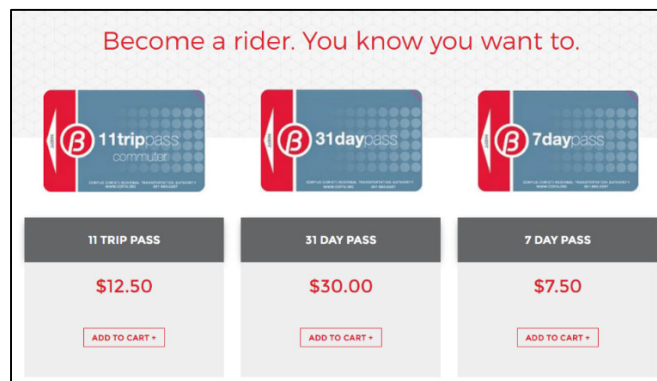 Become a rider. You know you want to.
β 11trippass
commuter
β 31daypass
β 7daypass
11 TRIP PASS
31 DAY PASS
7 DAY PASS
$12.50
$30.00
$7.50
ADD TO CART +
ADD TO CART +
ADD TO CART +